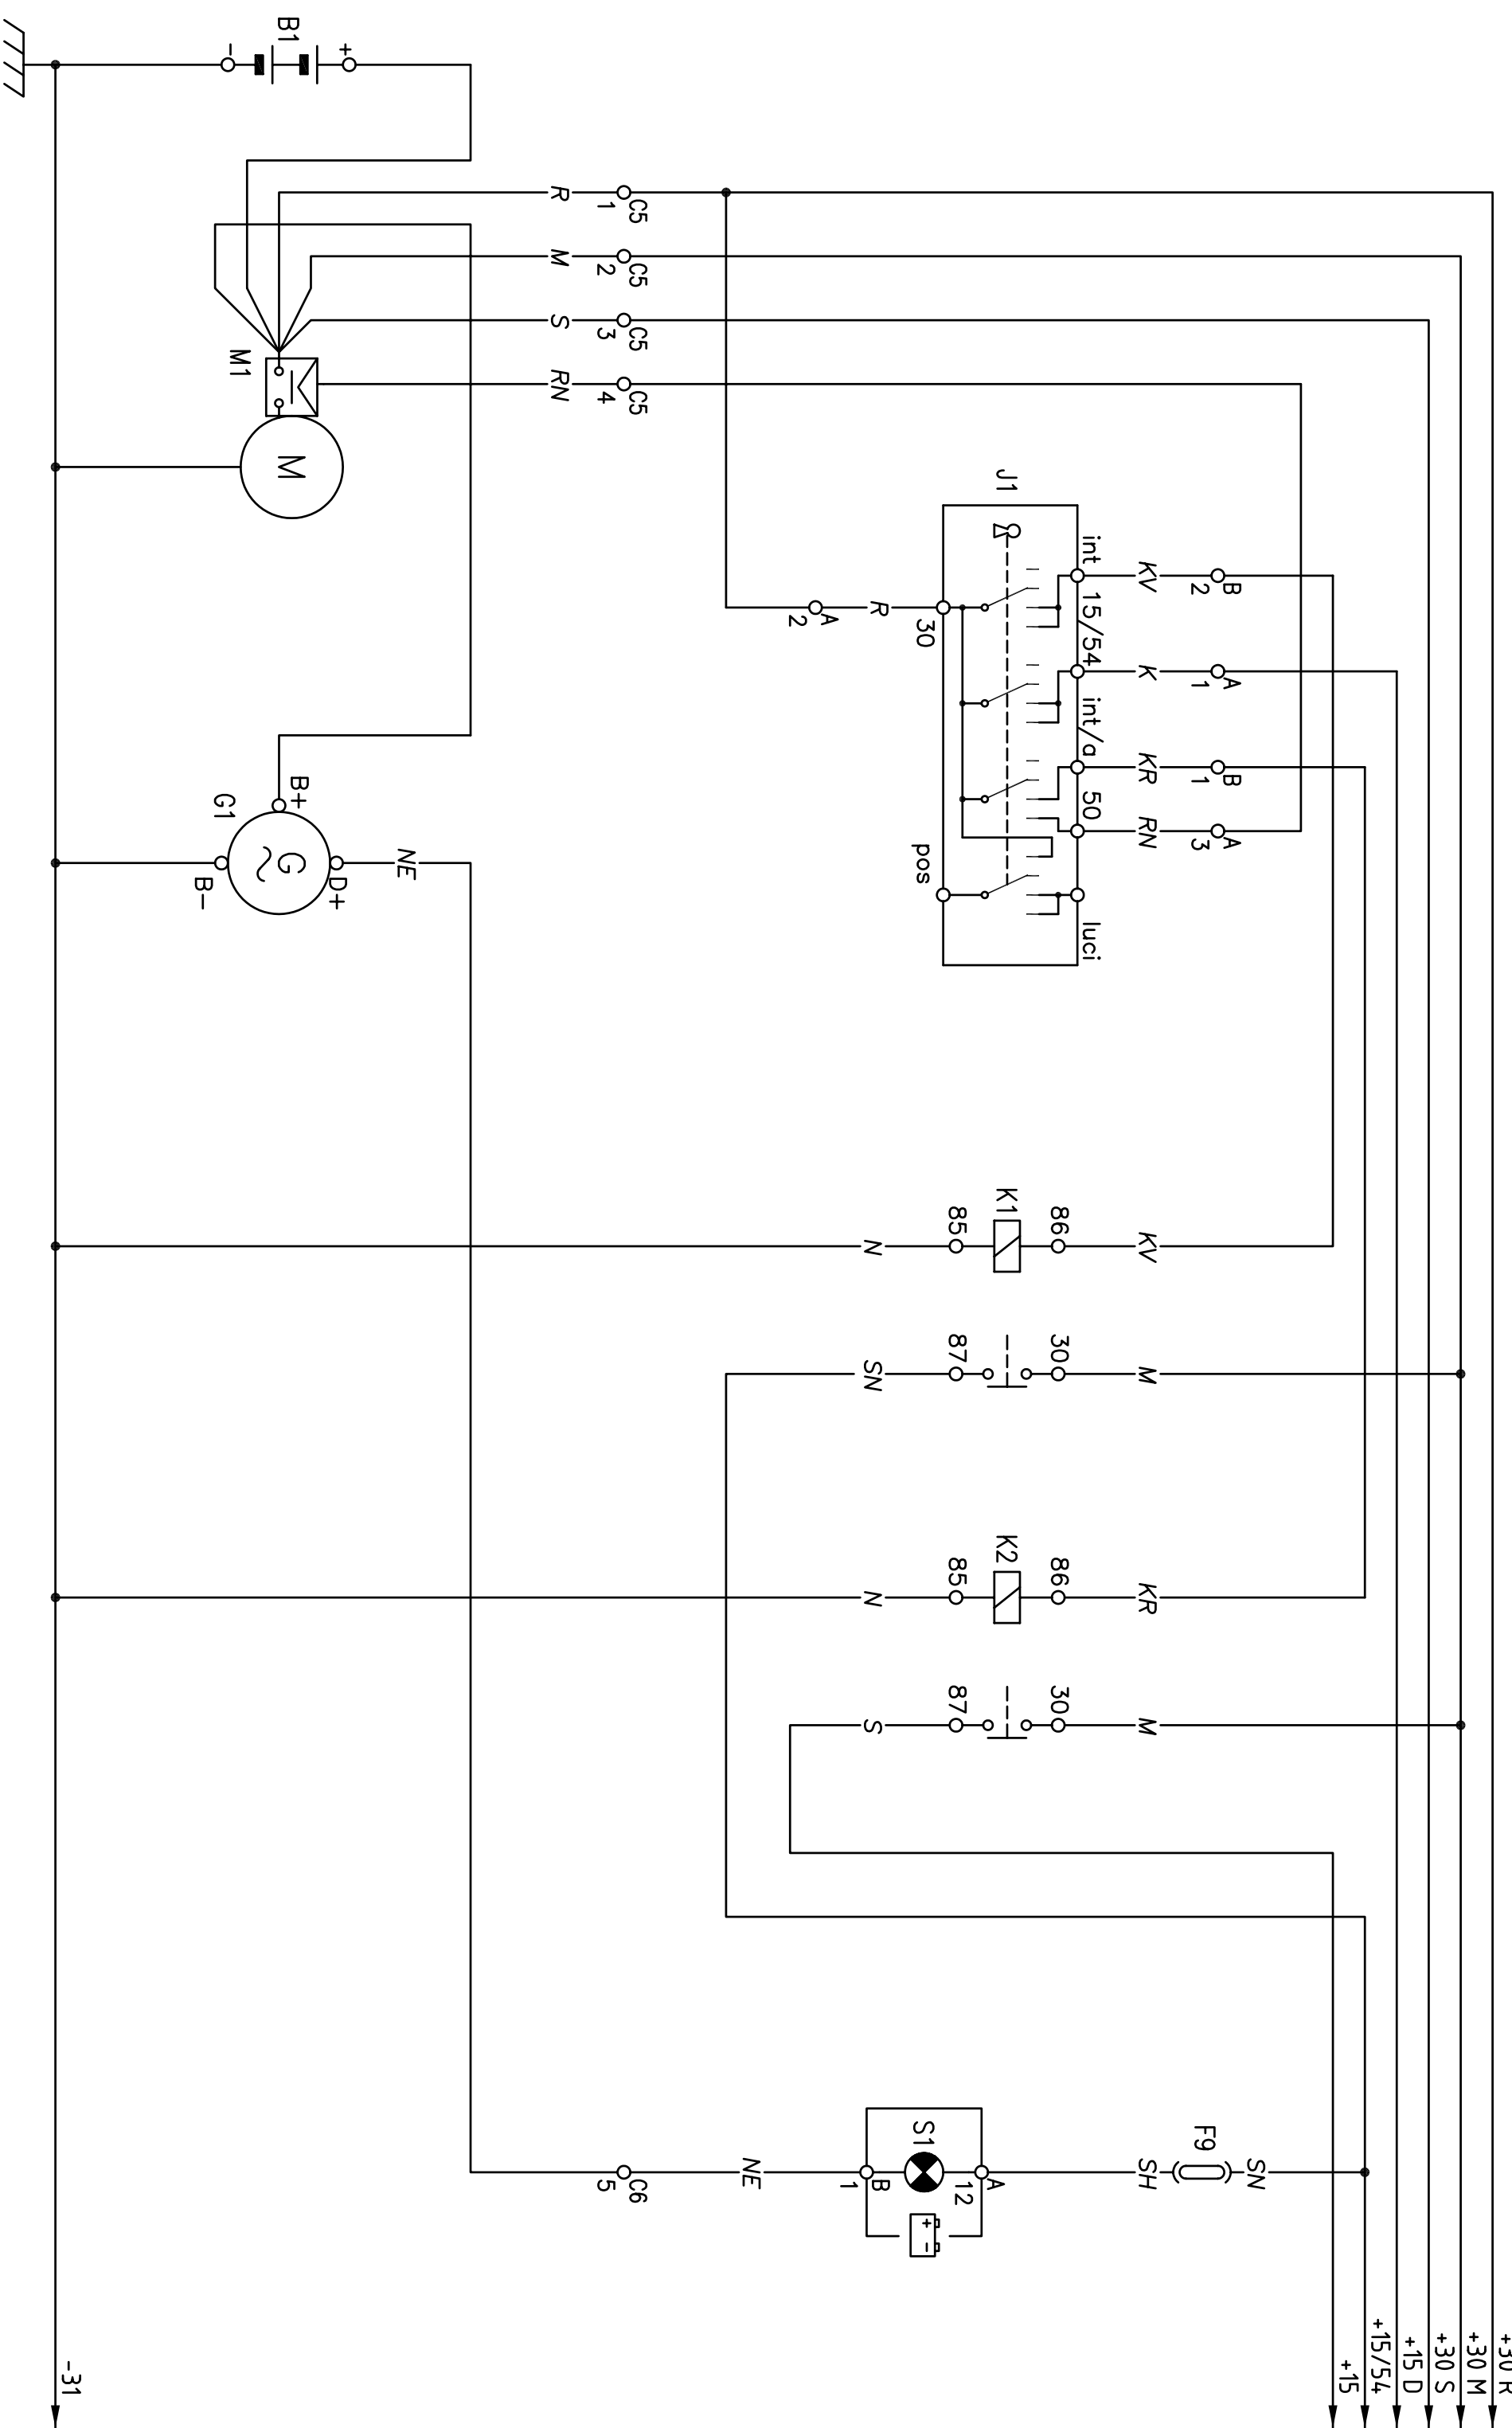 B1
-
+
R
1
C5
M
2
C5
S
3
C5
RN
4
C5
M1
M
J1
int
15/54
int/a
50
luci
30
pos
KV
2
B
K
1
A
KR
1
B
RN
3
A
R
2
A
B+
G1
G
D+
B-
NE
K1
85
86
N
KV
87
30
SN
M
K2
85
86
N
KR
87
30
S
M
NE
5
C6
S1
1
B
12
A
+ -
SH
F9
SN
+30 R
+30 M
+30 S
+15 D
+15/54
+15
-31